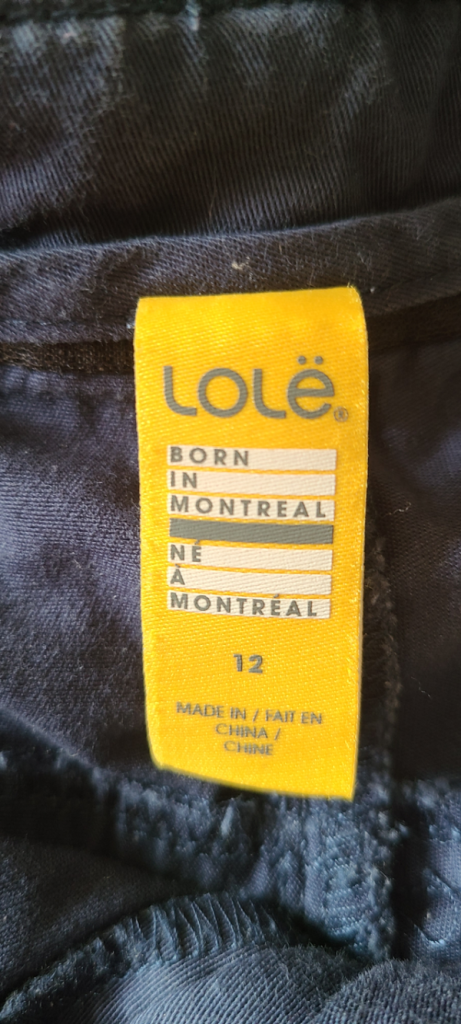 LOLË®
BORN
IN
MONTREAL
NÉ
À
MONTRÉAL
12
MADE IN / FAIT EN
CHINA /
CHINE